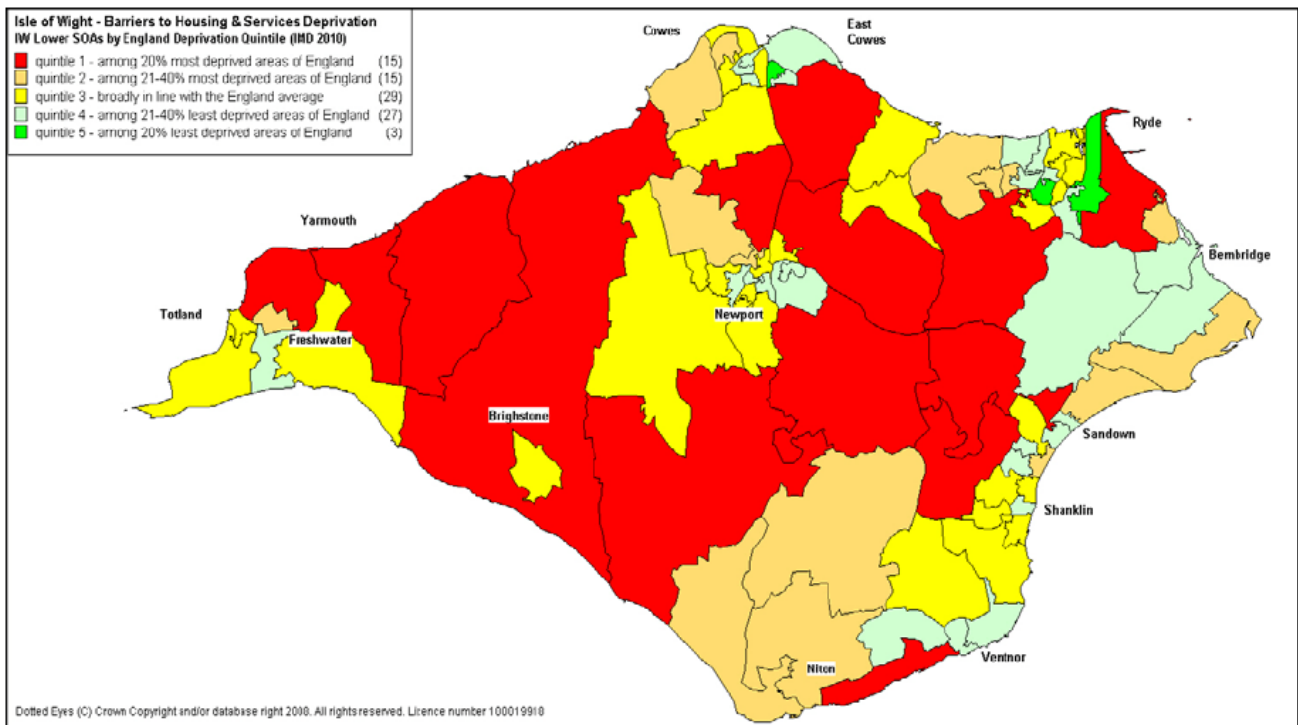 Isle of Wight - Barriers to Housing & Services Deprivation
IW Lower SOAs by England Deprivation Quintile (IMD 2010)
quintile 1 - among 20% most deprived areas of England (15)
quintile 2 - among 21-40% most deprived areas of England (15)
quintile 3 - broadly in line with the England average (29)
quintile 4 - among 21-40% least deprived areas of England (27)
quintile 5 - among 20% least deprived areas of England (3)
Cowes
East
Cowes
Ryde
Yarmouth
Bembridge
Totland
Newport
Freshwater
Brighstone
Sandown
Shanklin
Ventnor
Niton
Dotted Eyes (C) Crown Copyright and/or database right 2008. All rights reserved. Licence number 100019918